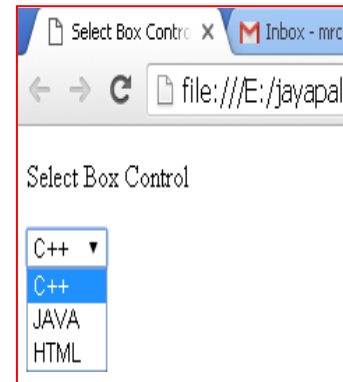 Select Box Contro Inbox - mrc
file:///E:/jayapal
Select Box Control
C++
C++
JAVA
HTML